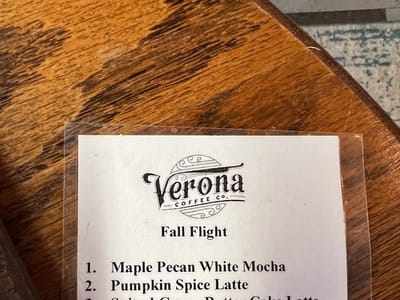 Verona
COFFEE CO.
Fall Flight
1. Maple Pecan White Mocha
2. Pumpkin Spice Latte